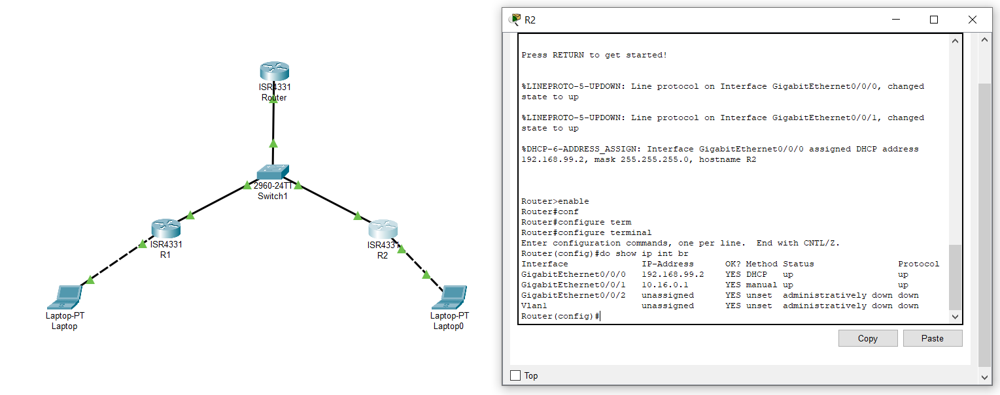 ISR4331
Router
2960-24TT
Switch1
ISR4331
R1
ISR4331
R2
Laptop-PT
Laptop
Laptop-PT
Laptop0
R2
Press RETURN to get started!
%LINEPROTO-5-UPDOWN: Line protocol on Interface GigabitEthernet0/0/0, changed
state to up
%LINEPROTO-5-UPDOWN: Line protocol on Interface GigabitEthernet0/0/1, changed
state to up
%DHCP-6-ADDRESS_ASSIGN: Interface GigabitEthernet0/0/0 assigned DHCP address
192.168.99.2, mask 255.255.255.0, hostname R2
Router>enable
Router#conf
Router#configure term
Router#configure terminal
Enter configuration commands, one per line.  End with CNTL/Z.
Router(config)#do show ip int br
Interface              IP-Address      OK? Method Status                Protocol
GigabitEthernet0/0/0   192.168.99.2    YES DHCP   up                    up
GigabitEthernet0/0/1   10.16.0.1       YES manual up                    up
GigabitEthernet0/0/2   unassigned      YES unset  administratively down down
Vlan1                  unassigned      YES unset  administratively down down
Router(config)#
Copy
Paste
Top